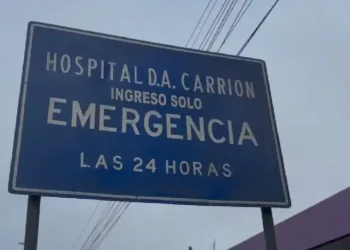 HOSPITAL D.A. CARRION
INGRESO SOLO
EMERGENCIA
LAS 24 HORAS